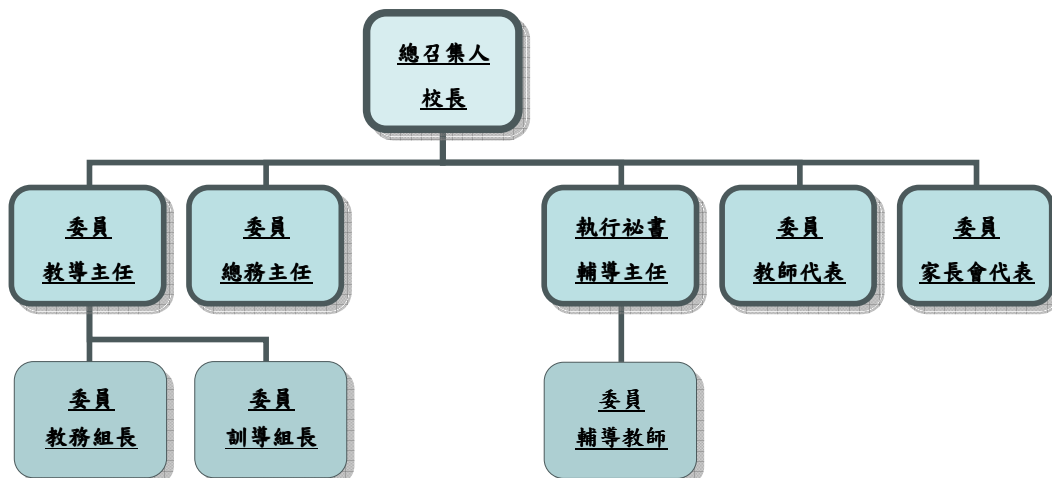 總召集人
校長
委員
教導主任
委員
總務主任
執行祕書
輔導主任
委員
教師代表
委員
家長會代表
委員
教務組長
委員
訓導組長
委員
輔導教師